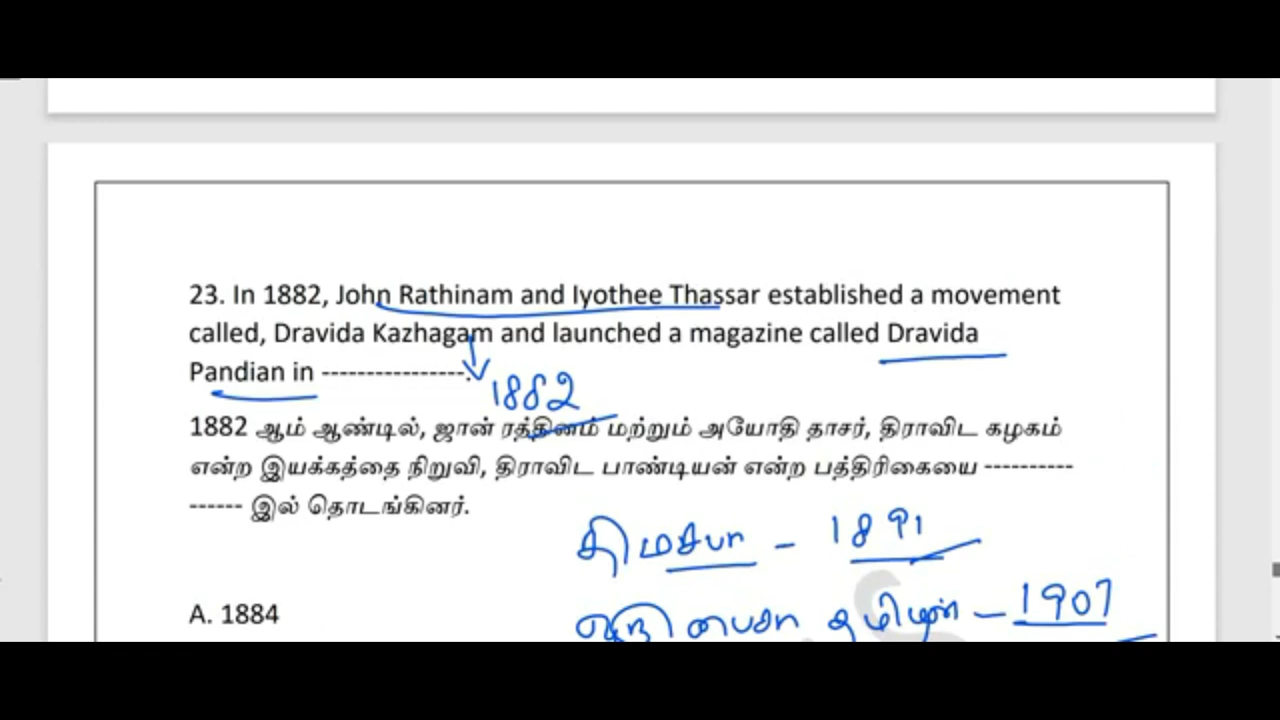 23. In 1882, John Rathinam and Iyothee Thassar established a movement
called, Dravida Kazhagam and launched a magazine called Dravida
Pandian in ----------------.
1882
1882 ஆம் ஆண்டில், ஜான் ரத்தினம் மற்றும் அயோதி தாசர், திராவிட கழகம்
என்ற இயக்கத்தை நிறுவி, திராவிட பாண்டியன் என்ற பத்திரிகையை ----------
------ இல் தொடங்கினர்.
திமசபா - 1891
ஒரு பைசா தமிழன் - 1907
A. 1884